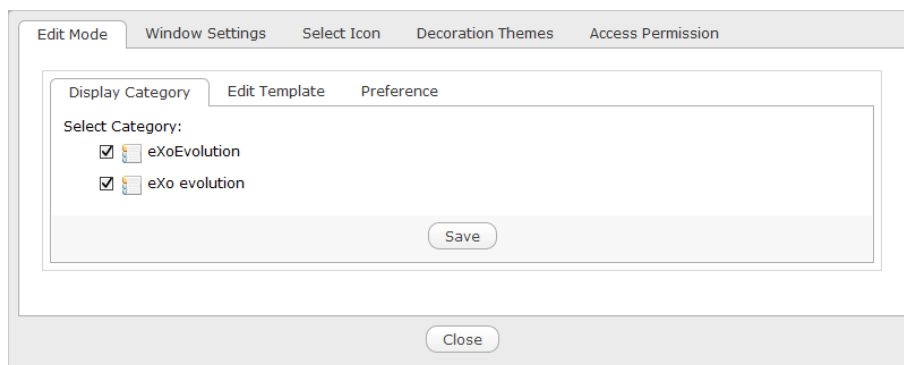 Edit Mode Window Settings Select Icon Decoration Themes Access Permission
Display Category Edit Template Preference
Select Category:
eXoEvolution
eXo evolution
Save
Close